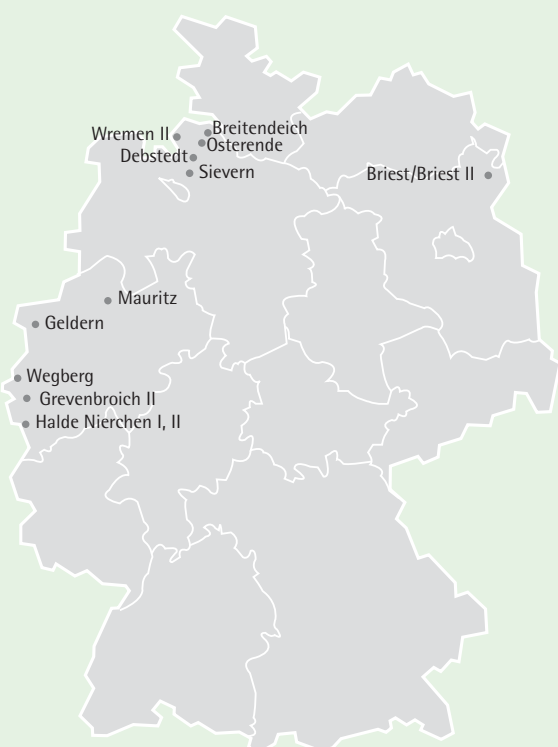 Breitendeich
Wremen II
Osterende
Debstedt
Sievern
Briest/Briest II
Mauritz
Geldern
Wegberg
Grevenbroich II
Halde Nierchen I, II